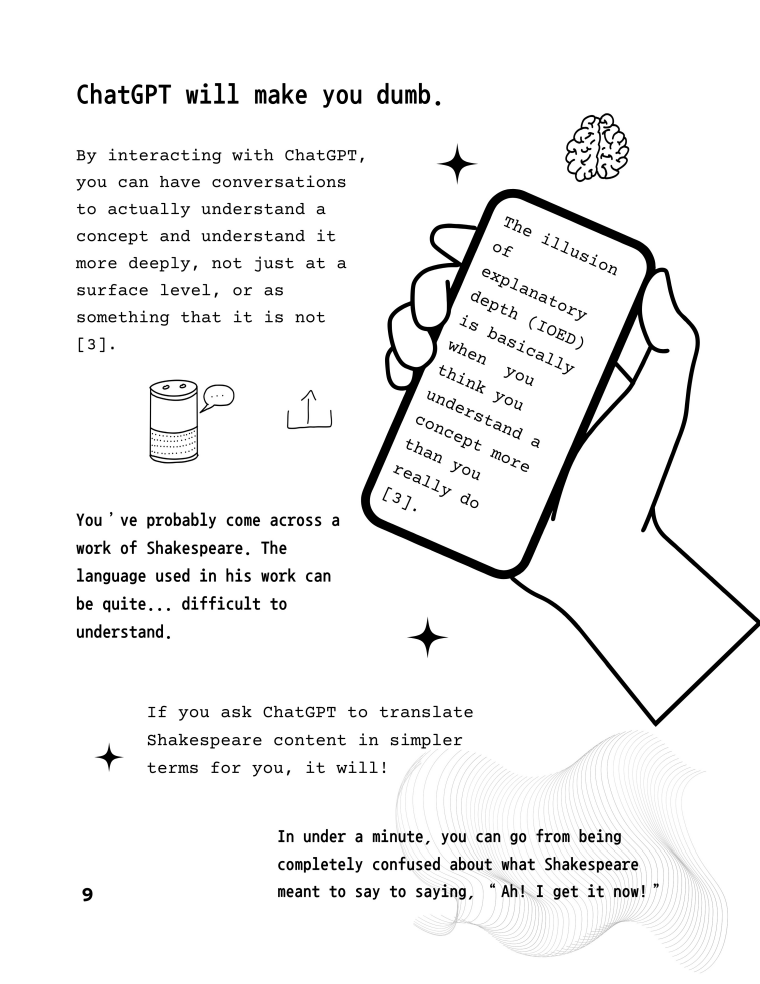 ChatGPT will make you dumb.
By interacting with ChatGPT,
you can have conversations
to actually understand a
concept and understand it
more deeply, not just at a
surface level, or as
something that it is not
[3].
The illusion
of
explanatory
depth (IOED)
is basically
when you
think you
understand a
concept more
than you
really do
[3].
You’ve probably come across a
work of Shakespeare. The
language used in his work can
be quite... difficult to
understand.
If you ask ChatGPT to translate
Shakespeare content in simpler
terms for you, it will!
In under a minute, you can go from being
completely confused about what Shakespeare
meant to say to saying, “Ah! I get it now!”
9